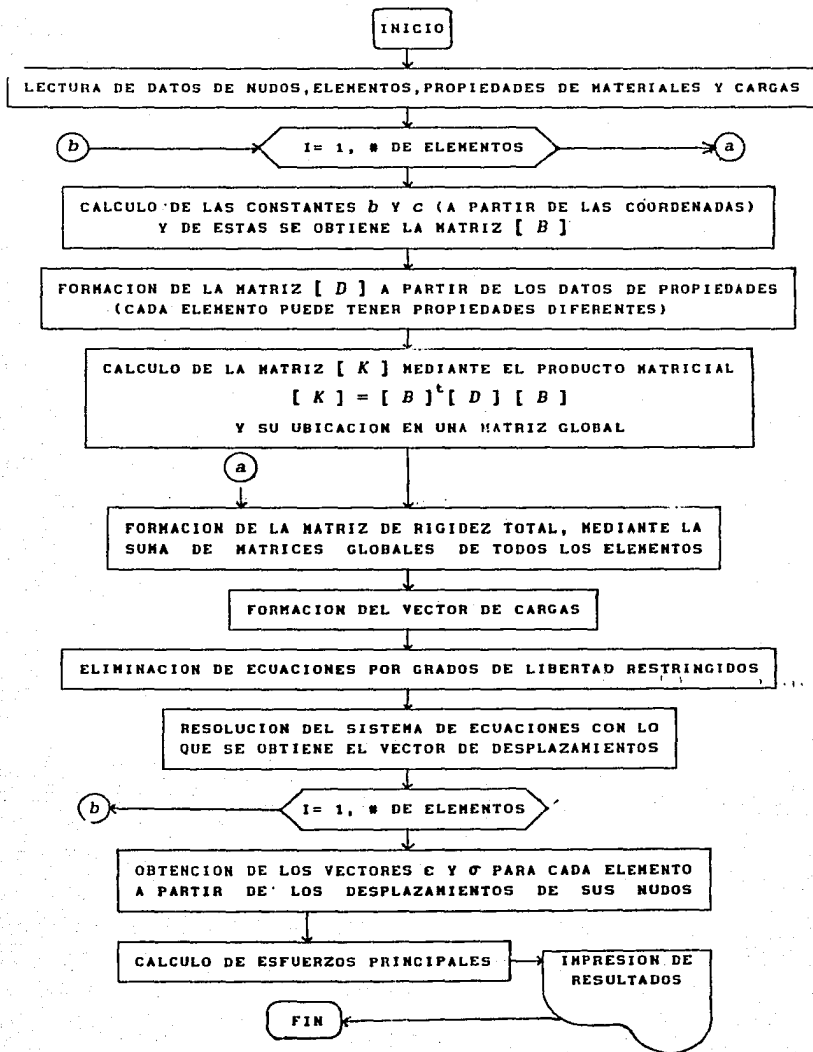 INICIO
LECTURA DE DATOS DE NUDOS,ELEMENTOS,PROPIEDADES DE MATERIALES Y CARGAS
b
I= 1, # DE ELEMENTOS
a
CALCULO DE LAS CONSTANTES b Y c (A PARTIR DE LAS COORDENADAS)
Y DE ESTAS SE OBTIENE LA MATRIZ [ B ]
FORMACION DE LA MATRIZ [ D ] A PARTIR DE LOS DATOS DE PROPIEDADES
(CADA ELEMENTO PUEDE TENER PROPIEDADES DIFERENTES)
CALCULO DE LA MATRIZ [ K ] MEDIANTE EL PRODUCTO MATRICIAL
[ K ] = [ B ]ᵗ[ D ] [ B ]
Y SU UBICACION EN UNA MATRIZ GLOBAL
a
FORMACION DE LA MATRIZ DE RIGIDEZ TOTAL, MEDIANTE LA
SUMA DE MATRICES GLOBALES DE TODOS LOS ELEMENTOS
FORMACION DEL VECTOR DE CARGAS
ELIMINACION DE ECUACIONES POR GRADOS DE LIBERTAD RESTRINGIDOS
RESOLUCION DEL SISTEMA DE ECUACIONES CON LO
QUE SE OBTIENE EL VECTOR DE DESPLAZAMIENTOS
b
I= 1, # DE ELEMENTOS
OBTENCION DE LOS VECTORES ε Y σ PARA CADA ELEMENTO
A PARTIR DE LOS DESPLAZAMIENTOS DE SUS NUDOS
CALCULO DE ESFUERZOS PRINCIPALES
IMPRESION DE
RESULTADOS
FIN